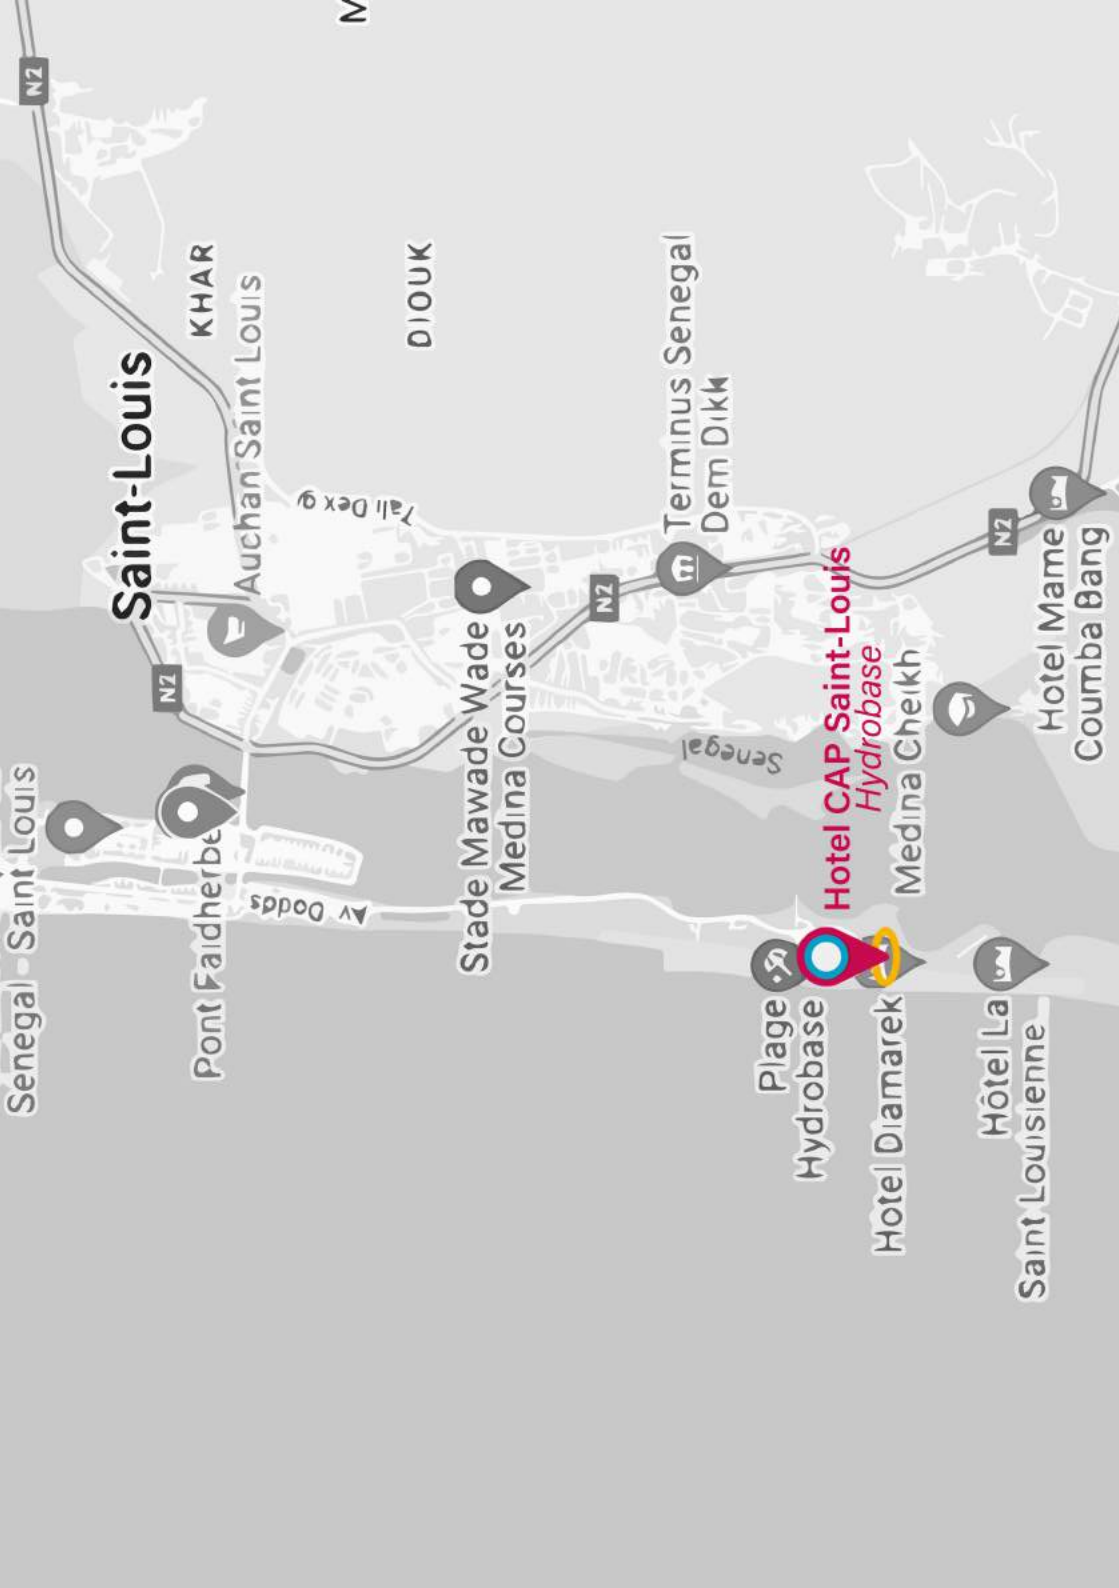 Senegal - Saint Louis
N2
Saint-Louis
N2
KHAR
Pont Faidherbe
Auchan Saint Louis
Av Dodds
Tali Dex g
M
DIOUK
Stade Mawade Wade
Medina Courses
N2
Terminus Senegal
Dem Dikk
Senegal
Plage
Hydrobase
Hotel CAP Saint-Louis
Hydrobase
Hotel Diamarek
Medina Cheikh
Hôtel La
Saint Louisienne
N2
Hotel Mame
Coumba Bang